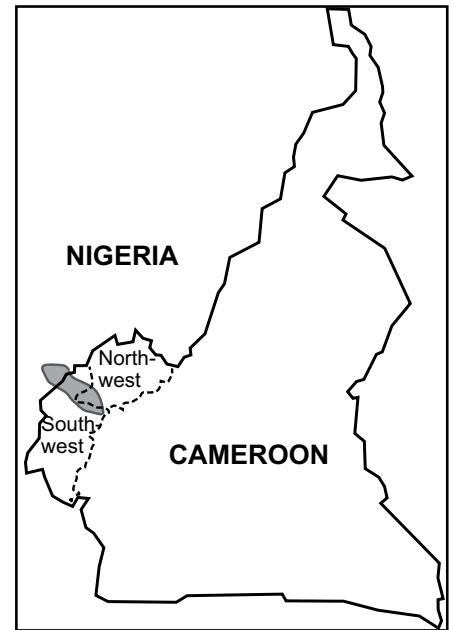 NIGERIA
North-
west
South-
west
CAMEROON